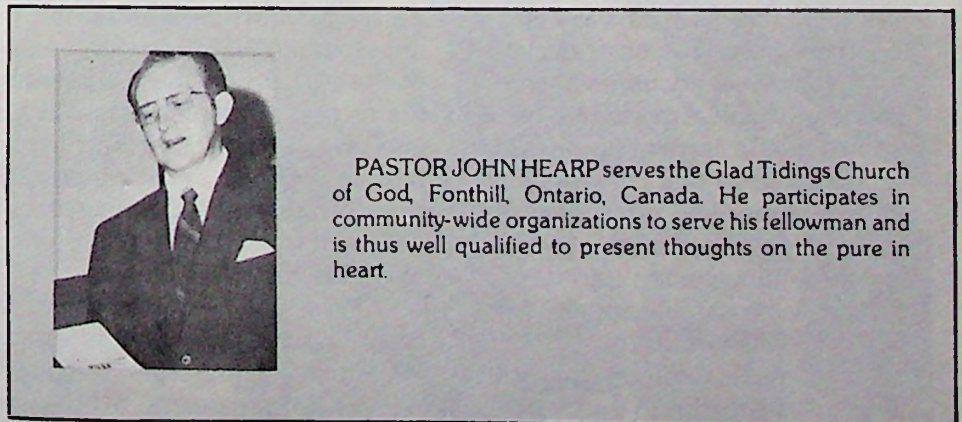 PASTOR JOHN HEARP serves the Glad Tidings Church
of God, Fonthill, Ontario, Canada. He participates in
community-wide organizations to serve his fellowman and
is thus well qualified to present thoughts on the pure in
heart.